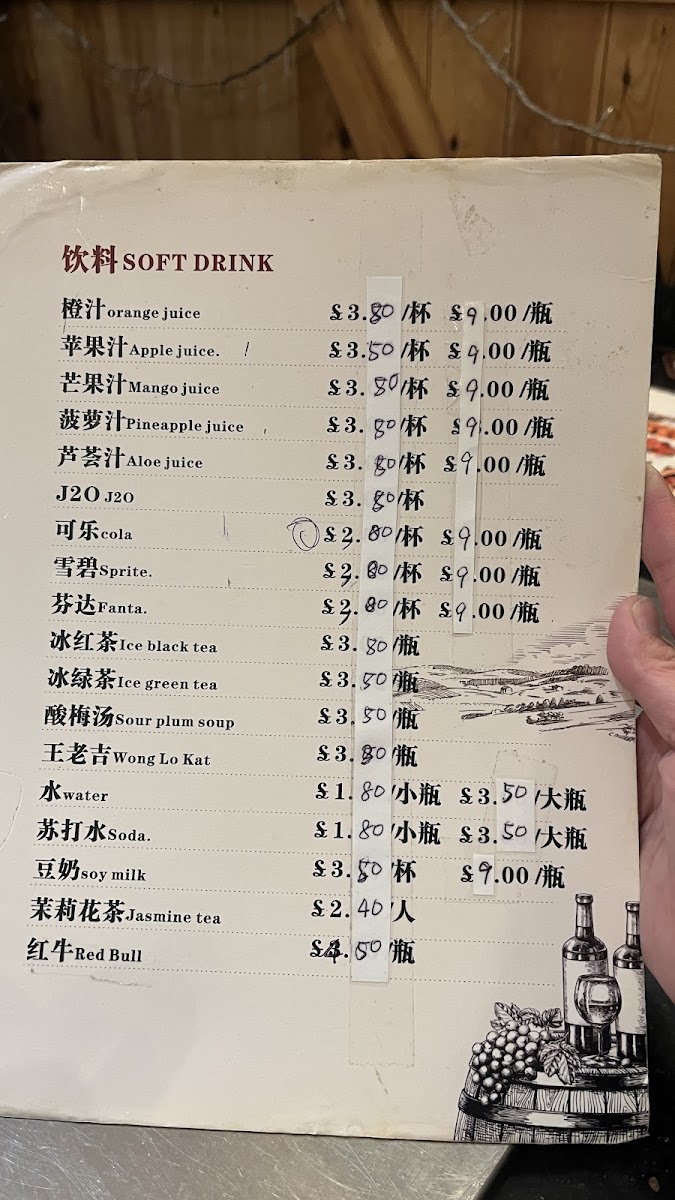 饮料 SOFT DRINK
橙汁 orange juice £3.80/杯 £9.00/瓶
苹果汁 Apple juice. £3.50/杯 £9.00/瓶
芒果汁 Mango juice £3.80/杯 £9.00/瓶
菠萝汁 Pineapple juice £3.80/杯 £9.00/瓶
芦荟汁 Aloe juice £3.80/杯 £9.00/瓶
J2O J2O £3.80/杯
可乐 cola £3.80/杯 £9.00/瓶
雪碧 Sprite. £3.80/杯 £9.00/瓶
芬达 Fanta. £3.80/杯 £9.00/瓶
冰红茶 Ice black tea £3.80/瓶
冰绿茶 Ice green tea £3.50/瓶
酸梅汤 Sour plum soup £3.50/瓶
王老吉 Wong Lo Kat £3.80/瓶
水 water £1.80/小瓶 £3.50/大瓶
苏打水 Soda. £1.80/小瓶 £3.50/大瓶
豆奶 soy milk £3.50/杯 £9.00/瓶
茉莉花茶 Jasmine tea £2.40/人
红牛 Red Bull £4.50/瓶